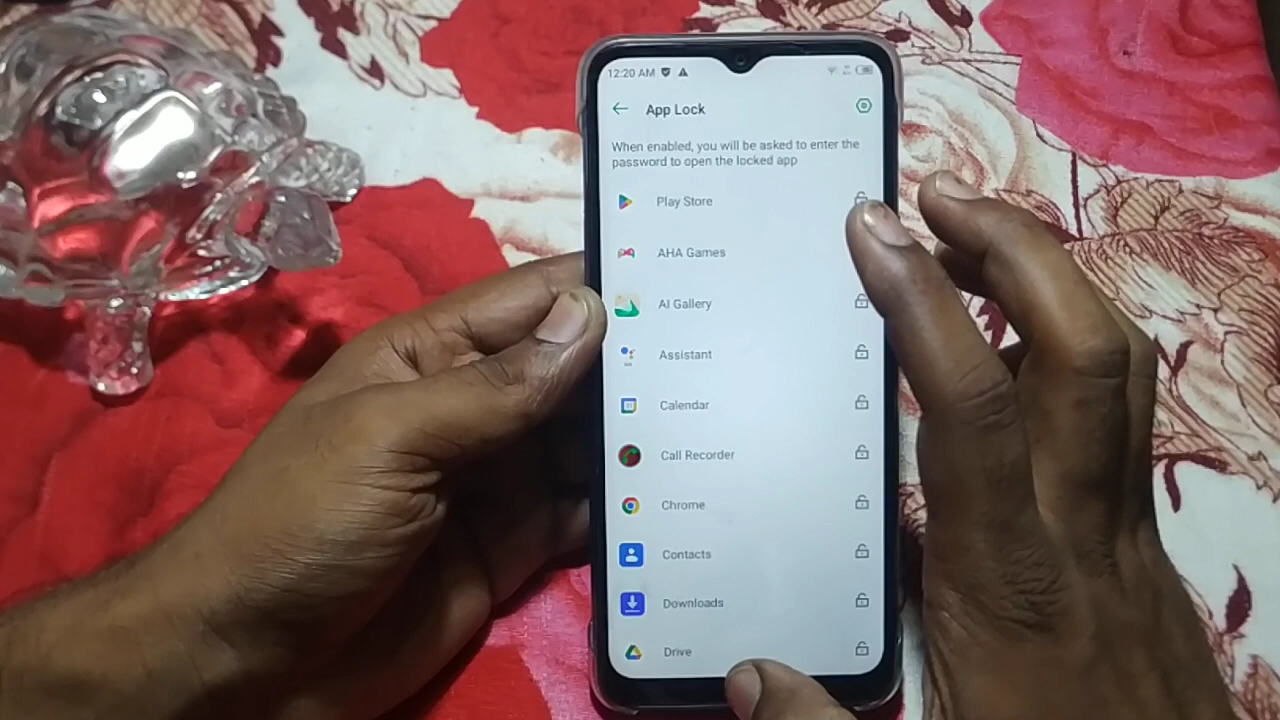 12:20 AM
App Lock
When enabled, you will be asked to enter the
password to open the locked app
Play Store
AHA Games
AI Gallery
Assistant
Calendar
Call Recorder
Chrome
Contacts
Downloads
Drive